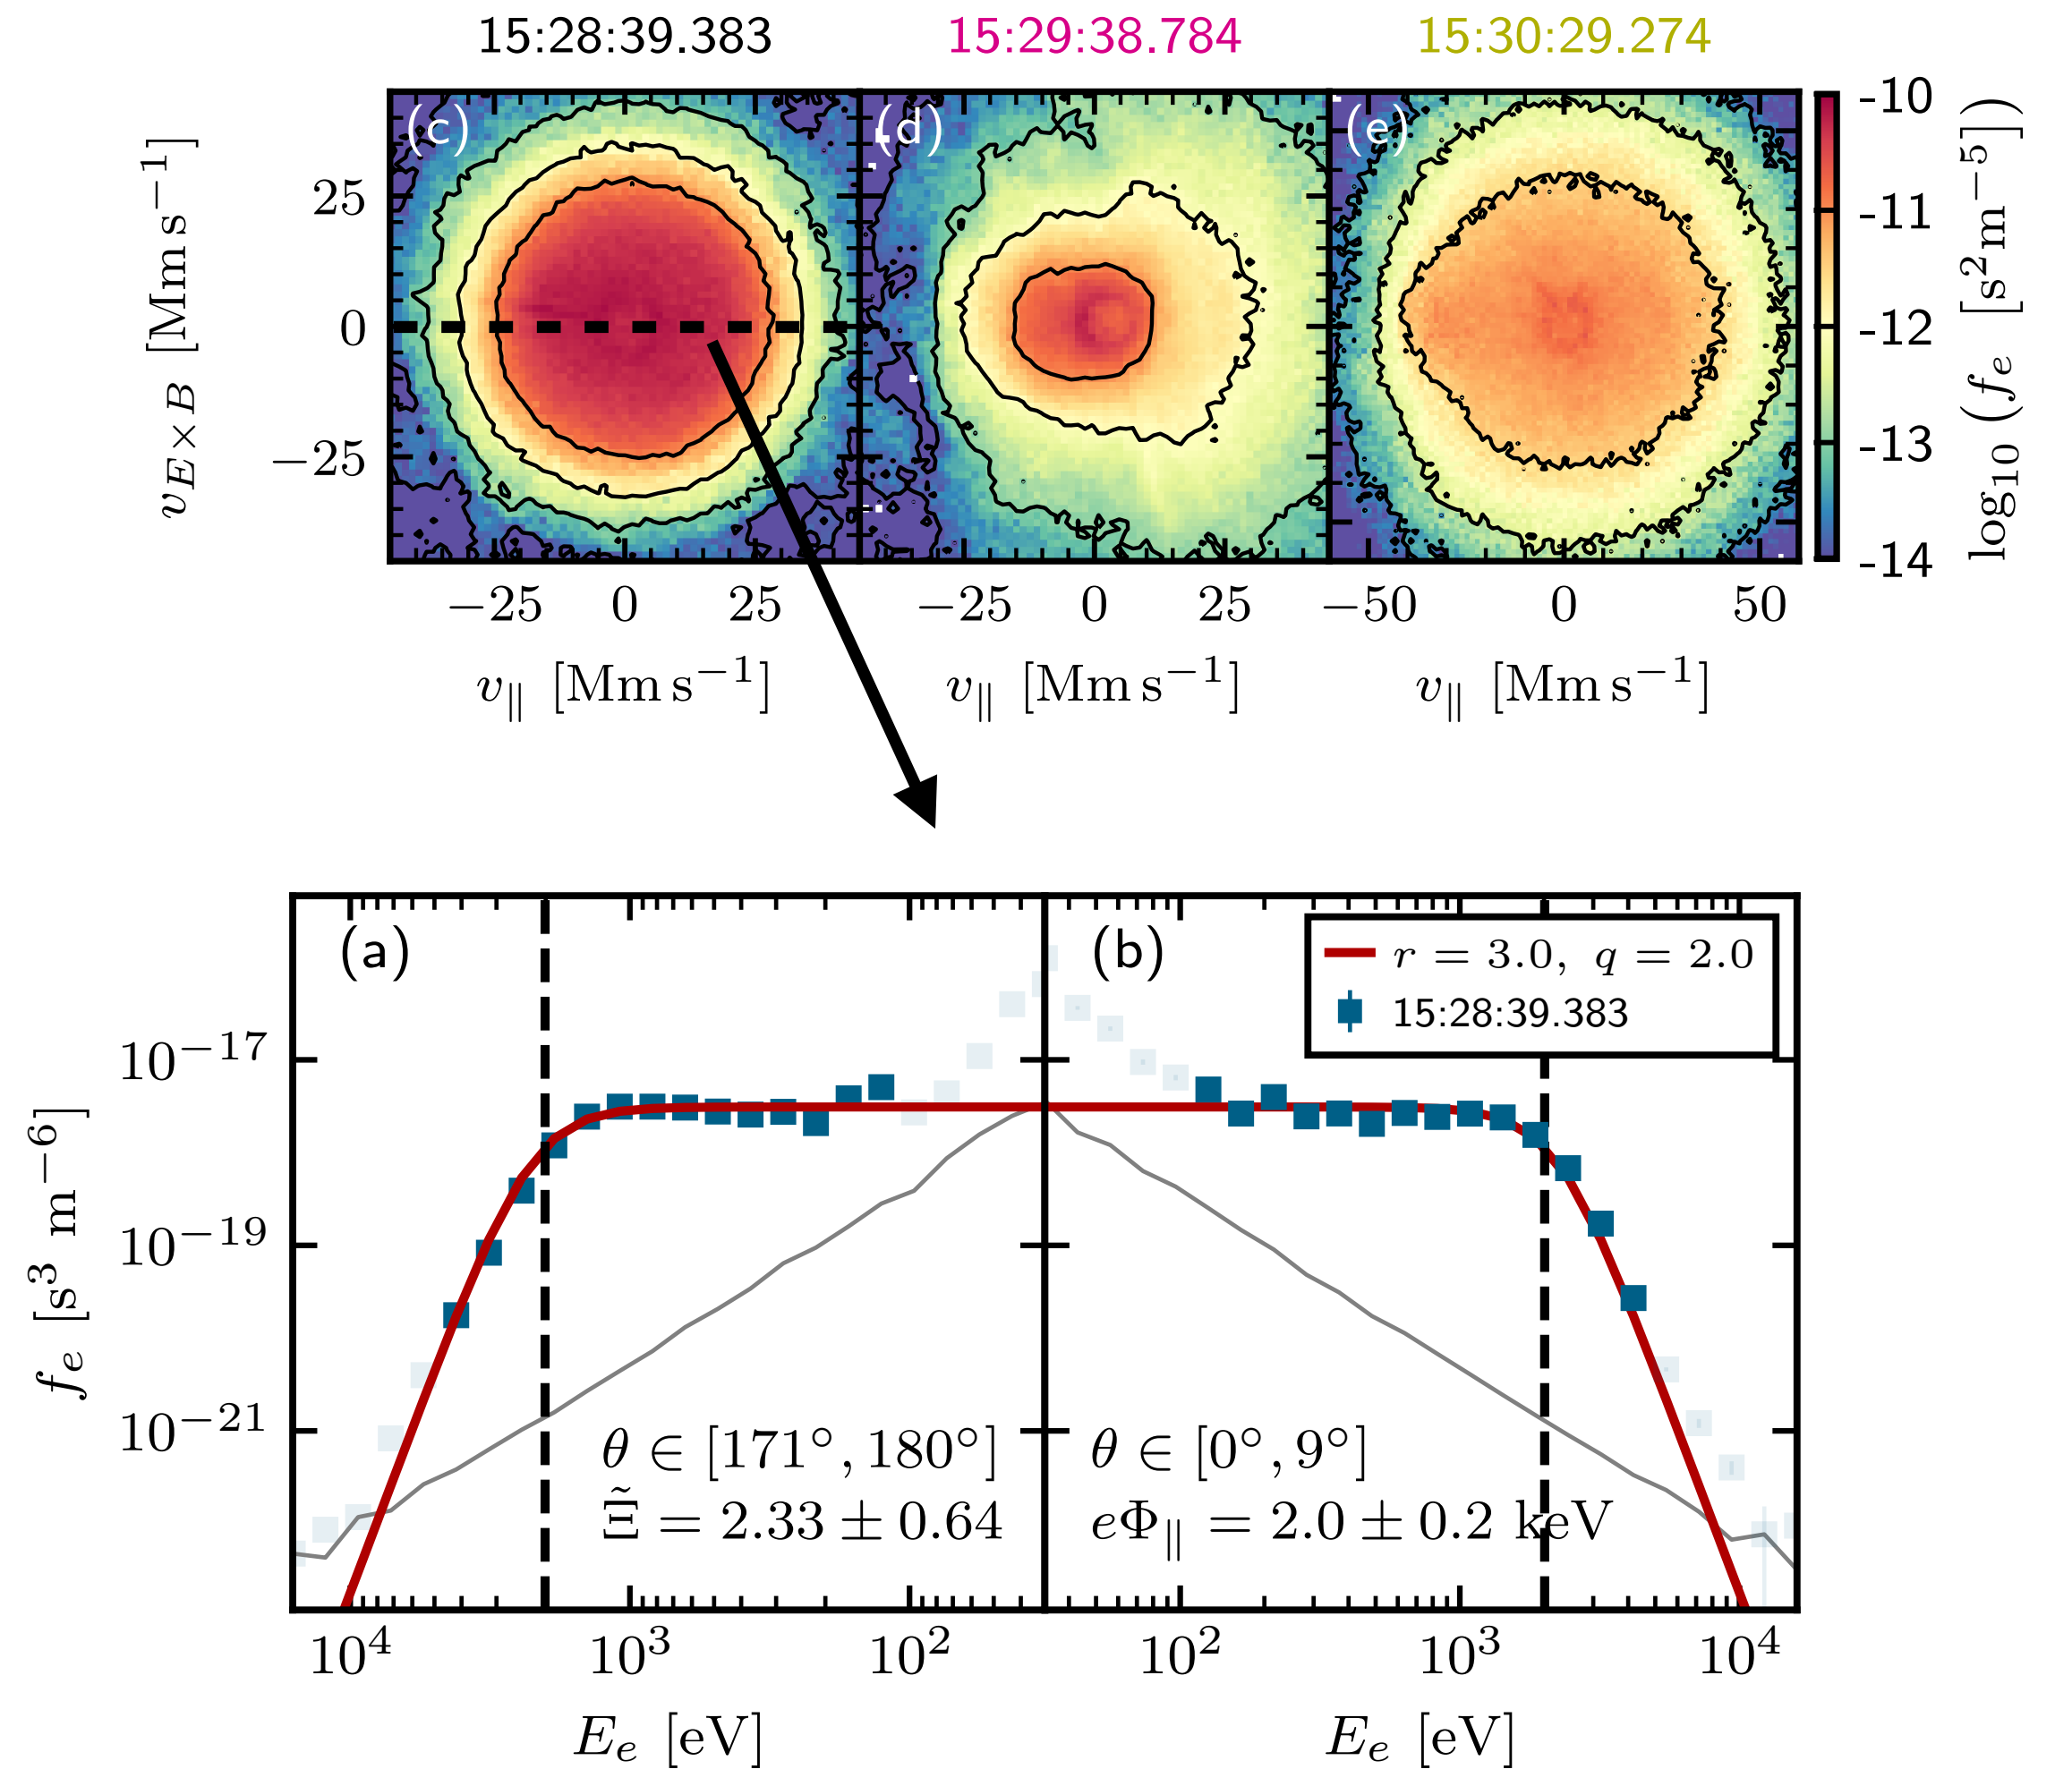 15:28:39.383 15:29:38.784 15:30:29.274
(c) (d) (e)
v_{E×B} [Mm s^{−1}]
25
0
−25
−25 0 25 −25 0 25 −50 0 50
v_∥ [Mm s^{−1}] v_∥ [Mm s^{−1}] v_∥ [Mm s^{−1}]
-10
-11
-12
-13
-14
log_{10} (f_e [s^2 m^{−5}])
(a) (b)
r = 3.0, q = 2.0
15:28:39.383
f_e [s^3 m^{−6}]
10^{−17}
10^{−19}
10^{−21}
θ ∈ [171°, 180°] θ ∈ [0°, 9°]
Ξ̃ = 2.33 ± 0.64 eΦ_∥ = 2.0 ± 0.2 keV
10^4 10^3 10^2 10^2 10^3 10^4
E_e [eV] E_e [eV]